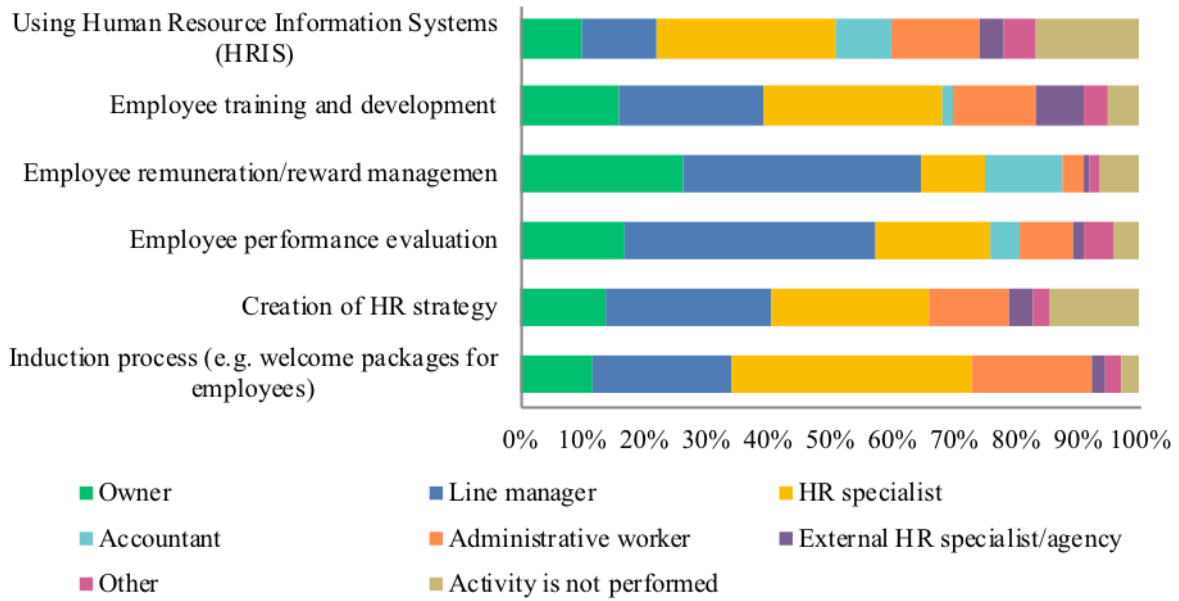 Using Human Resource Information Systems
(HRIS)
Employee training and development
Employee remuneration/reward managemen
Employee performance evaluation
Creation of HR strategy
Induction process (e.g. welcome packages for
employees)
0% 10% 20% 30% 40% 50% 60% 70% 80% 90% 100%
Owner Line manager HR specialist
Accountant Administrative worker External HR specialist/agency
Other Activity is not performed